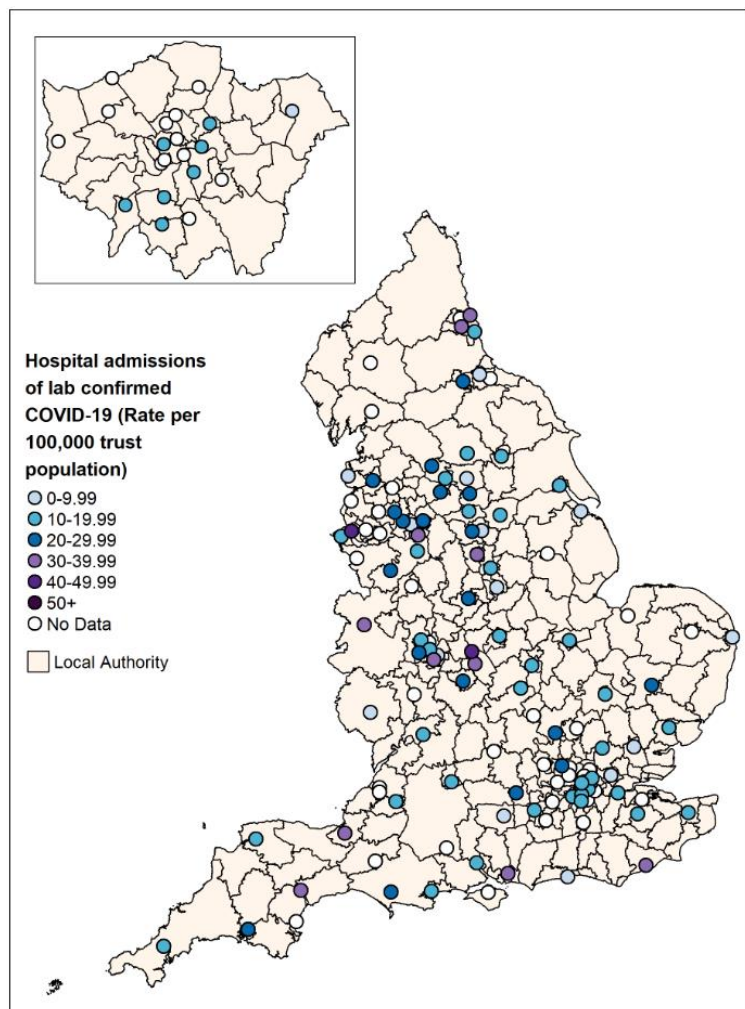 Hospital admissions
of lab confirmed
COVID-19 (Rate per
100,000 trust
population)
0-9.99
10-19.99
20-29.99
30-39.99
40-49.99
50+
No Data
Local Authority